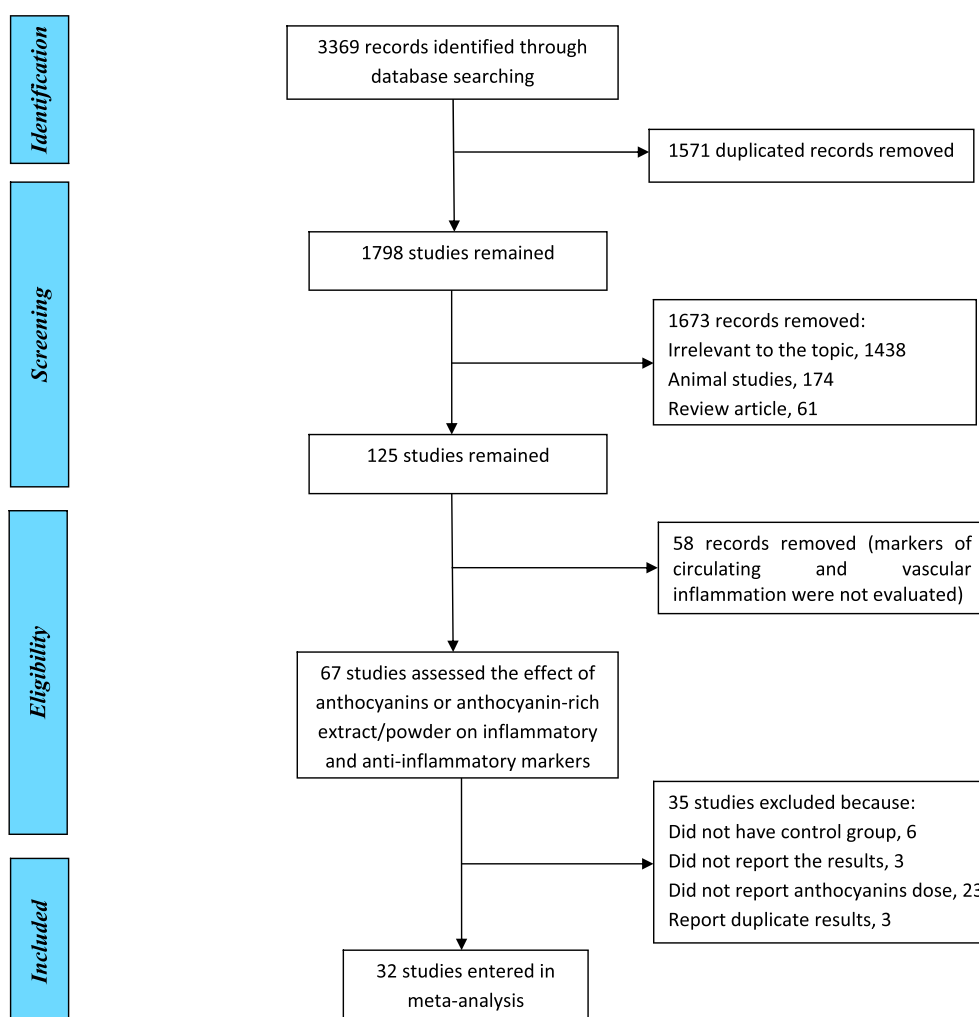 Identification
3369 records identified through
database searching
1571 duplicated records removed
Screening
1798 studies remained
1673 records removed:
Irrelevant to the topic, 1438
Animal studies, 174
Review article, 61
125 studies remained
Eligibility
58 records removed (markers of
circulating and vascular
inflammation were not evaluated)
67 studies assessed the effect of
anthocyanins or anthocyanin-rich
extract/powder on inflammatory
and anti-inflammatory markers
35 studies excluded because:
Did not have control group, 6
Did not report the results, 3
Did not report anthocyanins dose, 23
Report duplicate results, 3
Included
32 studies entered in
meta-analysis